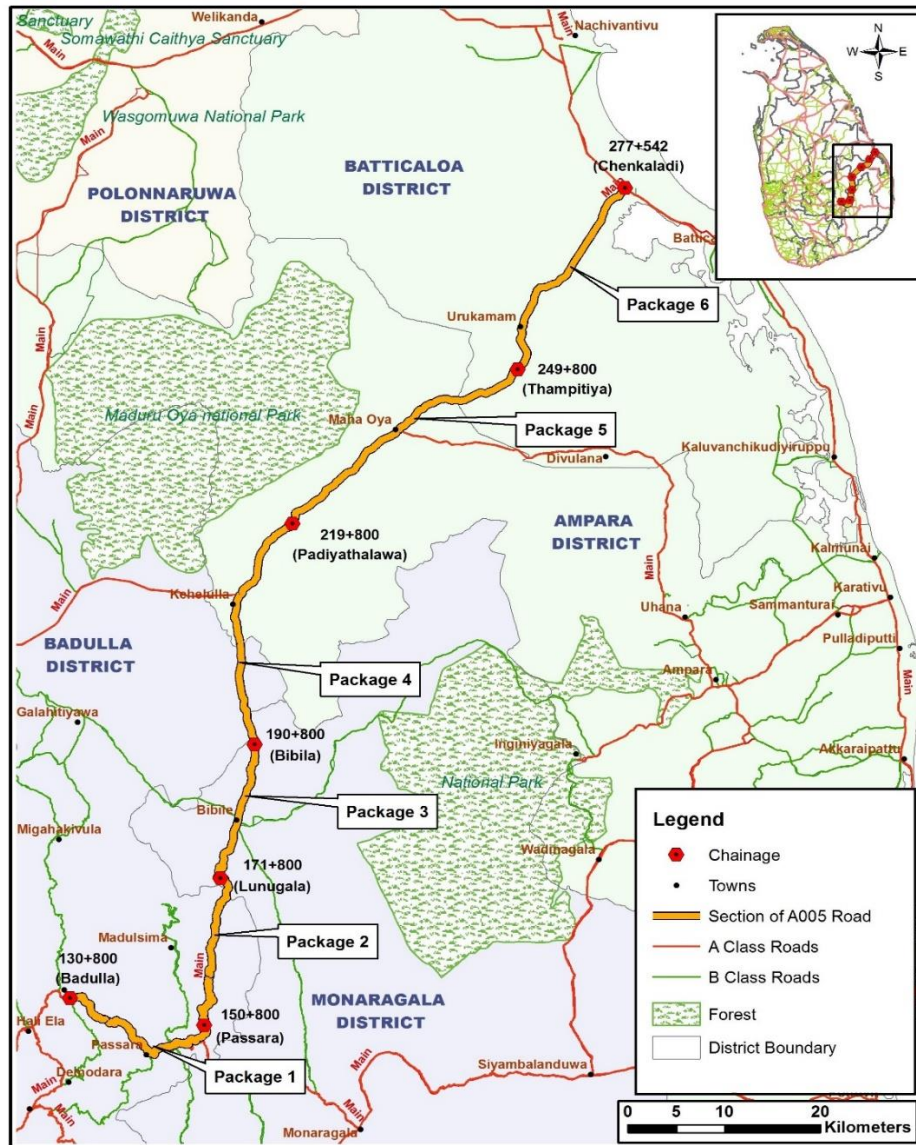 Sanctuary
Somawathi Caithya Sanctuary
Welikanda
Main
Main
Nachivantivu
N
W E
S
Wasgomuwa National Park
Main
BATTICALOA
DISTRICT
POLONNARUWA
DISTRICT
277+542
(Chenkaladi)
Main
Package 6
Urukamam
249+800
(Thampitiya)
Main
Maduru Oya national Park
Maha Oya
Package 5
Divulana
Kaluvanchikudiyiruppu
219+800
(Padiyathalawa)
AMPARA
DISTRICT
Kalmunai
Main
Kehelulla
Main
Karativu
Sammanturai
Uhana
Pulladiputti
BADULLA
DISTRICT
Package 4
Ampara
Main
Galahitiyawa
190+800
(Bibila)
Inginiyagala
Akkaraipattu
National Park
Package 3
Bibile
Migahakivula
Wadinagala
171+800
(Lunugala)
Madulsima
Package 2
130+800
(Badulla)
Main
MONARAGALA
DISTRICT
Hali Ela
150+800
(Passara)
Passara
Package 1
Demodara
Main
Main
Main
Siyambalanduwa
Monaragala
Legend
Chainage
Towns
Section of A005 Road
A Class Roads
B Class Roads
Forest
District Boundary
0 5 10 20
Kilometers